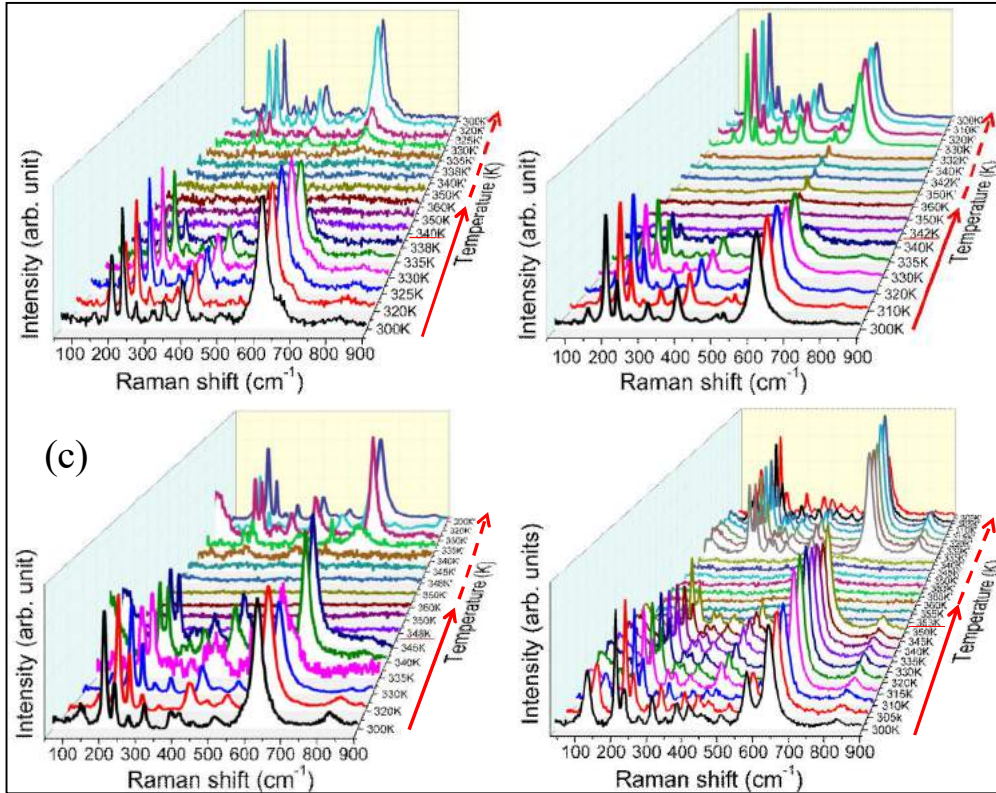 Intensity (arb. unit)
300K'
320K'
325K'
330K'
335K'
338K'
340K'
350K'
360K
350K
340K
338K
335K
330K
325K
300K
Temperature (K)
100 200 300 400 500 600 700 800 900
Raman shift (cm⁻¹)
Intensity (arb. unit)
300K'
310K'
320K'
330K'
332K'
340K'
342K'
350K'
360K
350K
342K
340K
335K
330K
320K
310K
300K
Temperature (K)
100 200 300 400 500 600 700 800 900
Raman shift (cm⁻¹)
(c)
Intensity (arb. unit)
300K'
320K'
330K'
335K'
340K'
345K'
348K'
350K'
360K
350K
348K
345K
340K
330K
320K
300K
Temperature (K)
100 200 300 400 500 600 700 800 900
Raman shift (cm⁻¹)
Intensity (arb. units)
360K
355K
353K
350K
345K
340K
335K
320K
315K
310K
305k
300K
Temperature (K)
100 200 300 400 500 600 700 800 900
Raman shift (cm⁻¹)